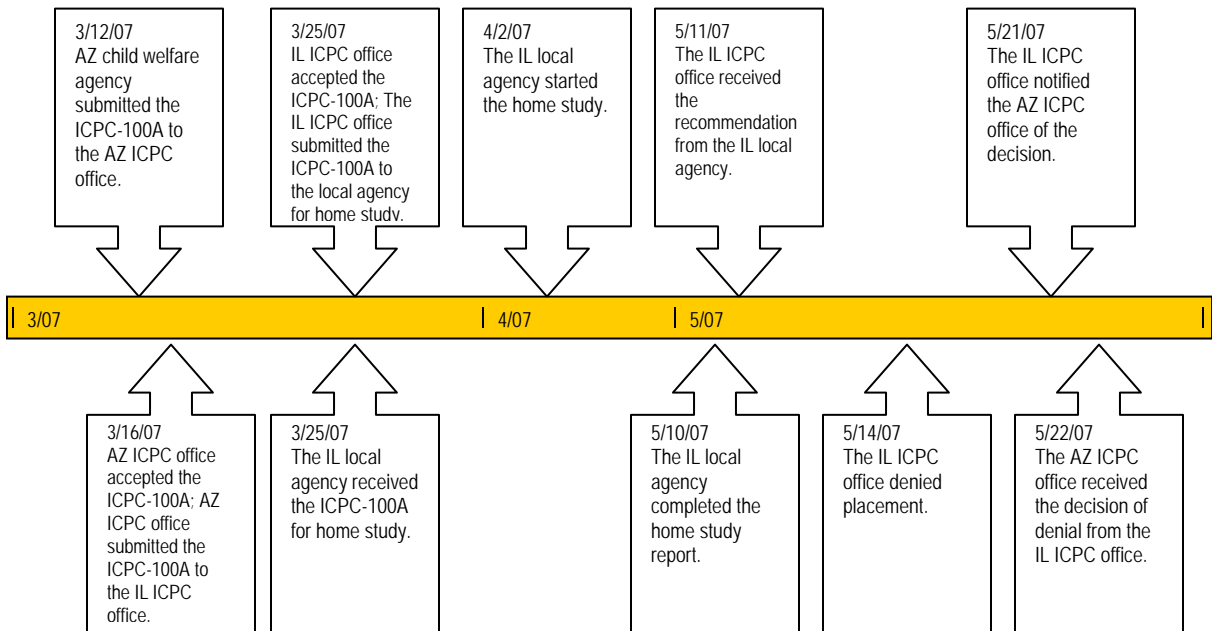 3/12/07
AZ child welfare
agency
submitted the
ICPC-100A to
the AZ ICPC
office.
3/25/07
IL ICPC office
accepted the
ICPC-100A; The
IL ICPC office
submitted the
ICPC-100A to
the local agency
for home study.
4/2/07
The IL local
agency started
the home study.
5/11/07
The IL ICPC
office received
the
recommendation
from the IL local
agency.
5/21/07
The IL ICPC
office notified
the AZ ICPC
office of the
decision.
3/07
4/07
5/07
3/16/07
AZ ICPC office
accepted the
ICPC-100A; AZ
ICPC office
submitted the
ICPC-100A to
the IL ICPC
office.
3/25/07
The IL local
agency received
the ICPC-100A
for home study.
5/10/07
The IL local
agency
completed the
home study
report.
5/14/07
The IL ICPC
office denied
placement.
5/22/07
The AZ ICPC
office received
the decision of
denial from the
IL ICPC office.